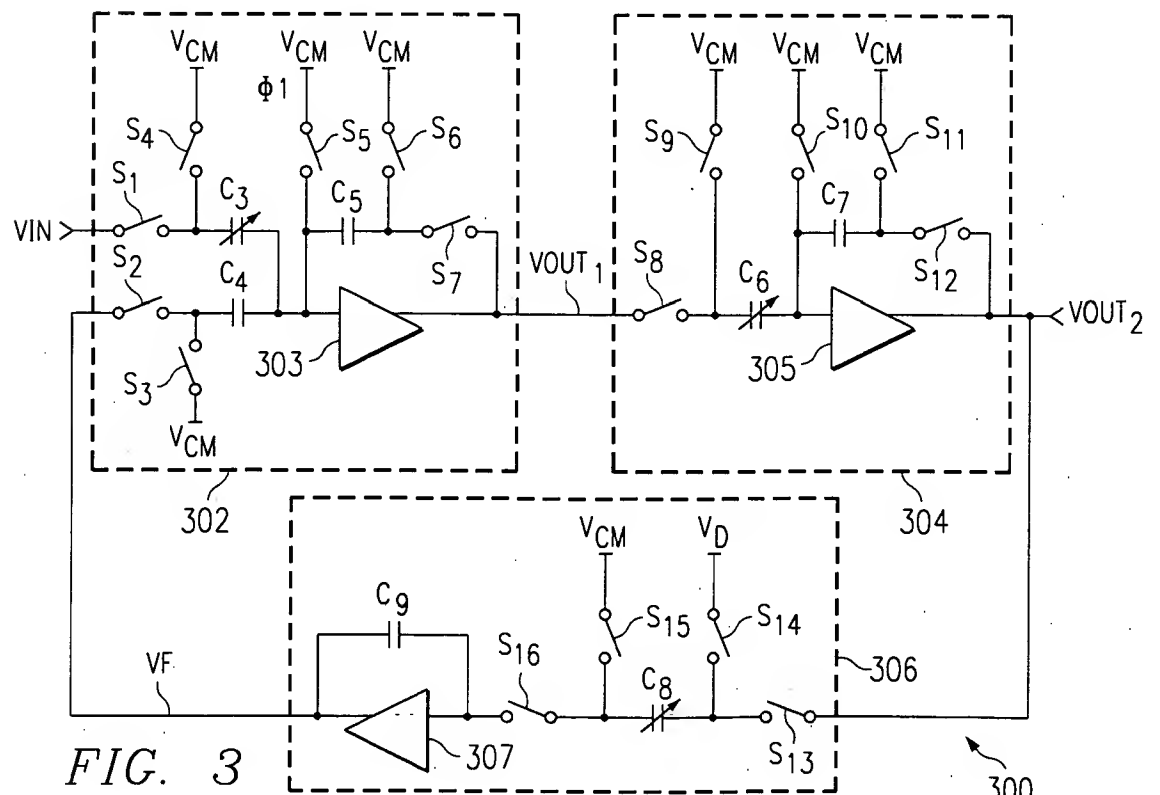 V_CM V_CM V_CM V_CM V_CM V_CM
Φ1
S_4 S_5 S_6 S_9 S_10 S_11
S_1 C_3 C_5 C_7
VIN
S_2 C_4 S_7 VOUT_1 S_8 C_6 S_12
VOUT_2
303 305
S_3
V_CM
302 304
V_CM V_D
C_9
S_15 S_14
S_16 306
VF C_8
307 S_13
FIG. 3 300